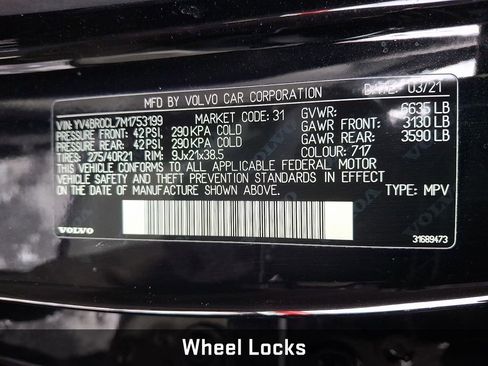 MFD BY VOLVO CAR CORPORATION DATE: 03/21
VIN: YV4BR0CL7M1753199 MARKET CODE: 31 GVWR: 6635 LB
PRESSURE FRONT: 42 PSI, 290 KPA COLD GAWR FRONT: 3130 LB
PRESSURE REAR: 42 PSI, 290 KPA COLD GAWR REAR: 3590 LB
TIRES: 275/40R21 RIM: 9Jx21x38.5 COLOUR: 717
THIS VEHICLE CONFORMS TO ALL APPLICABLE FEDERAL MOTOR
VEHICLE SAFETY AND THEFT PREVENTION STANDARDS IN EFFECT
ON THE DATE OF MANUFACTURE SHOWN ABOVE. TYPE: MPV
VOLVO 31689473
Wheel Locks